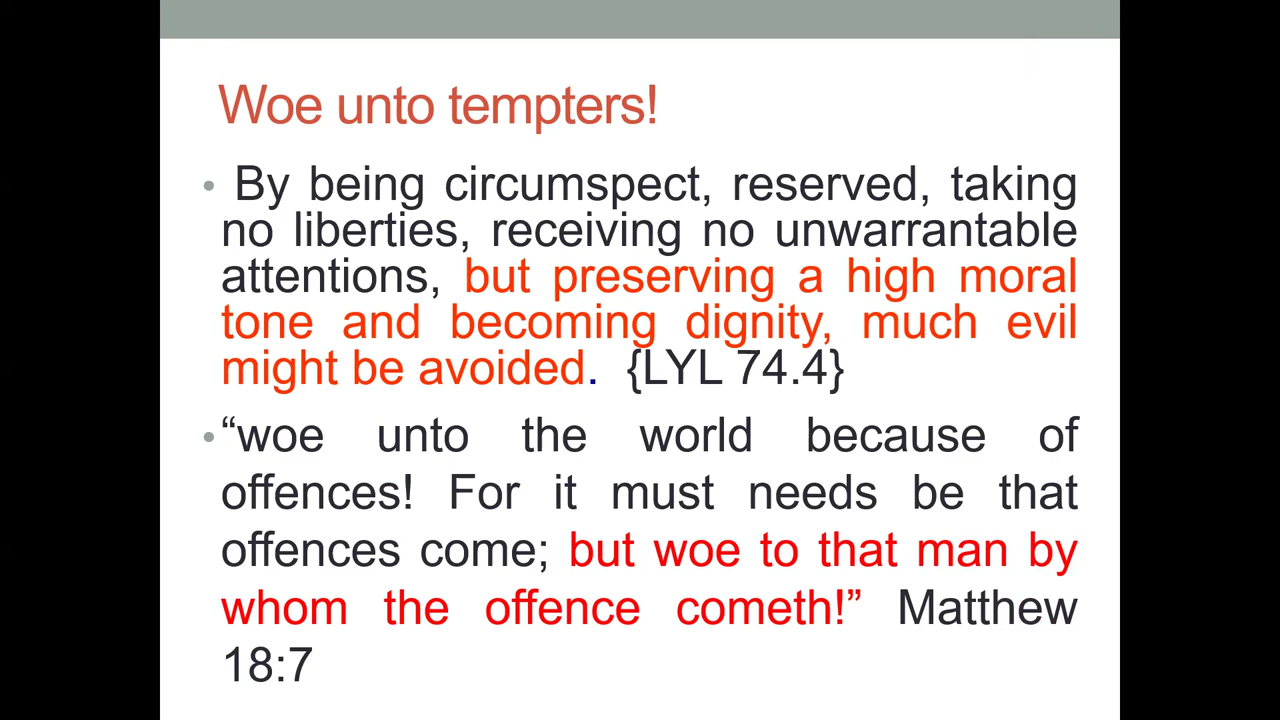 Woe unto tempters!
• By being circumspect, reserved, taking
no liberties, receiving no unwarrantable
attentions, but preserving a high moral
tone and becoming dignity, much evil
might be avoided. {LYL 74.4}
• “woe unto the world because of
offences! For it must needs be that
offences come; but woe to that man by
whom the offence cometh!” Matthew
18:7